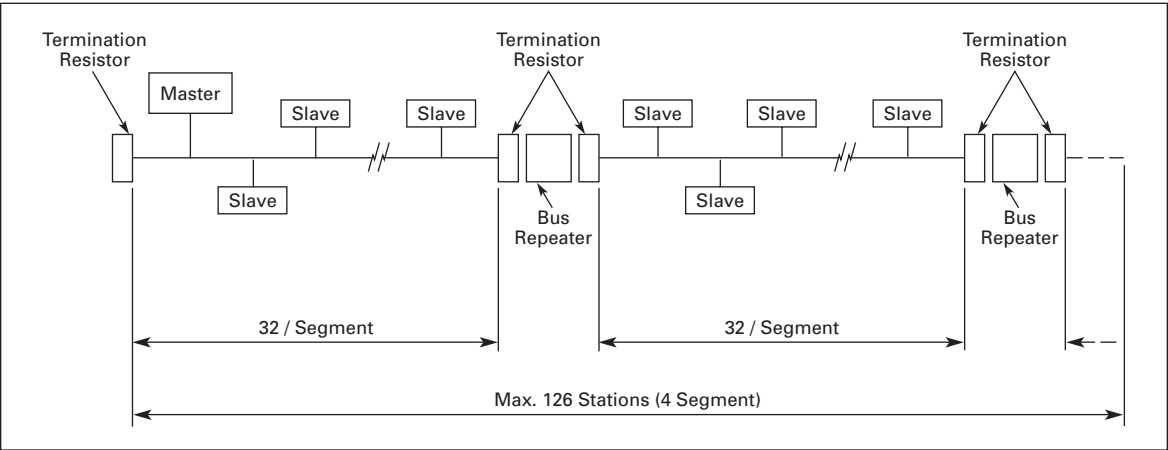 Termination
Resistor
Termination
Resistor
Termination
Resistor
Master
Slave
Slave
Slave
Slave
Slave
Slave
Slave
Bus
Repeater
Bus
Repeater
32 / Segment
32 / Segment
Max. 126 Stations (4 Segment)